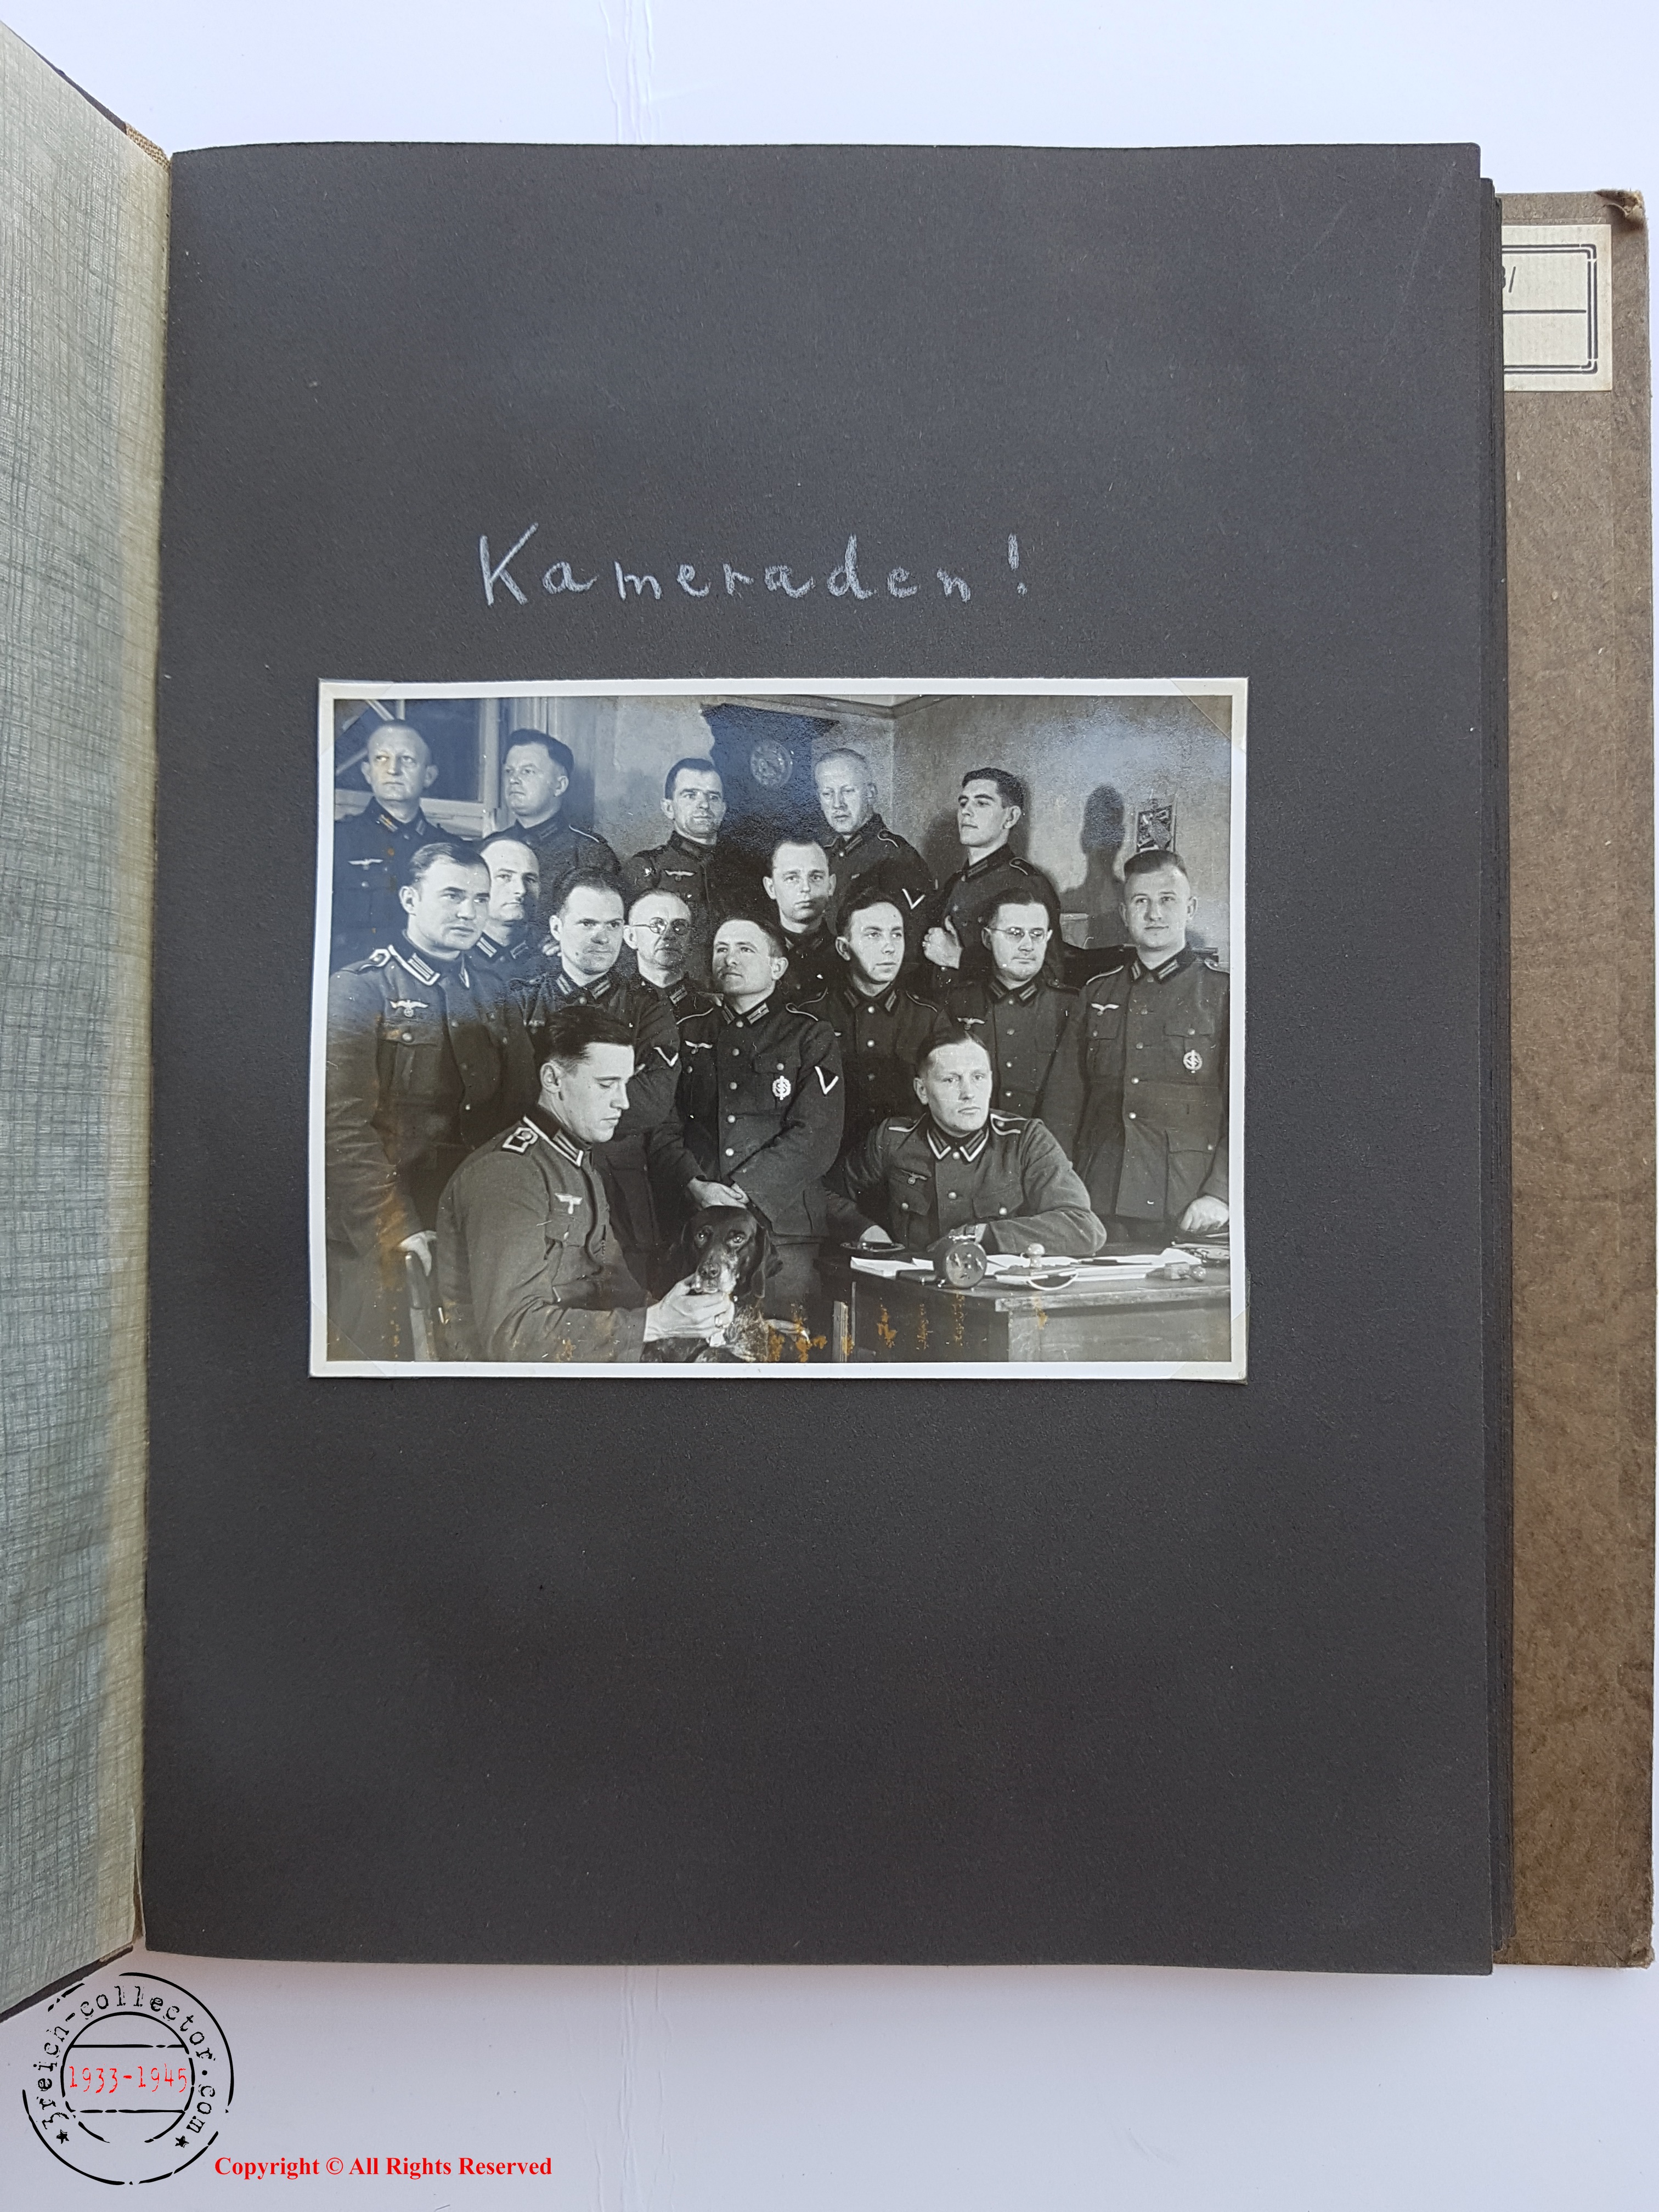 Kameraden!
3reich-collector.com
1933-1945
Copyright © All Rights Reserved